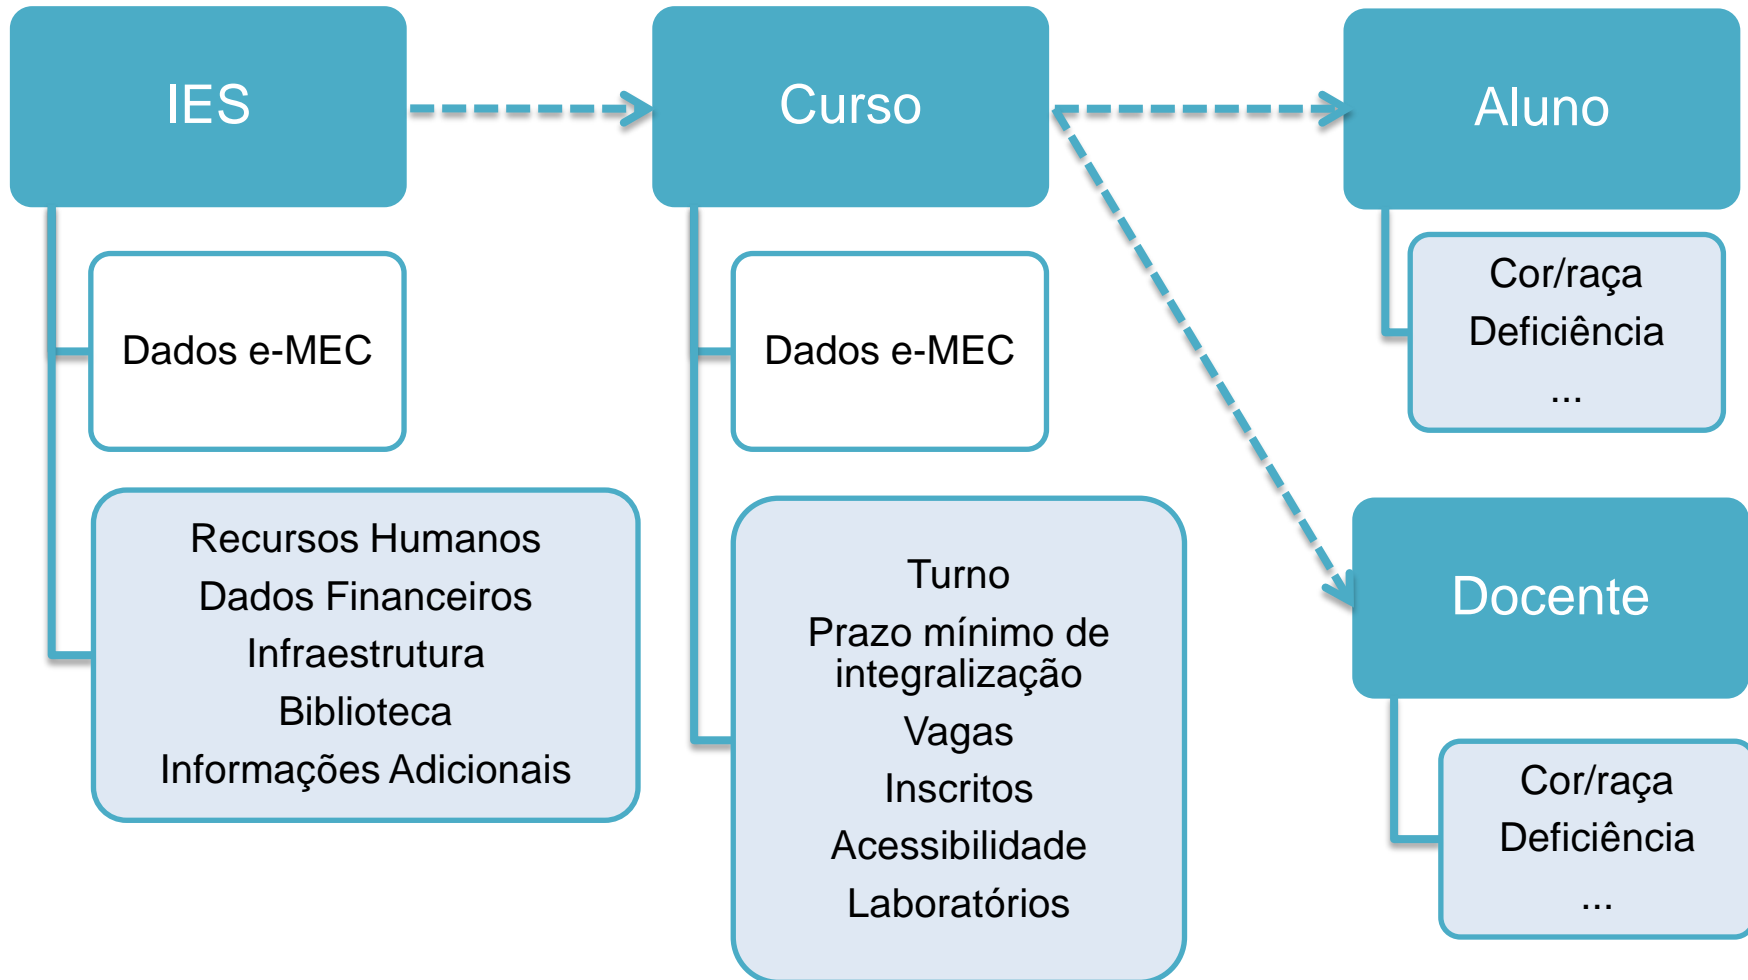 IES
Dados e-MEC
Recursos Humanos
Dados Financeiros
Infraestrutura
Biblioteca
Informações Adicionais
Curso
Dados e-MEC
Turno
Prazo mínimo de
integralização
Vagas
Inscritos
Acessibilidade
Laboratórios
Aluno
Cor/raça
Deficiência
...
Docente
Cor/raça
Deficiência
...